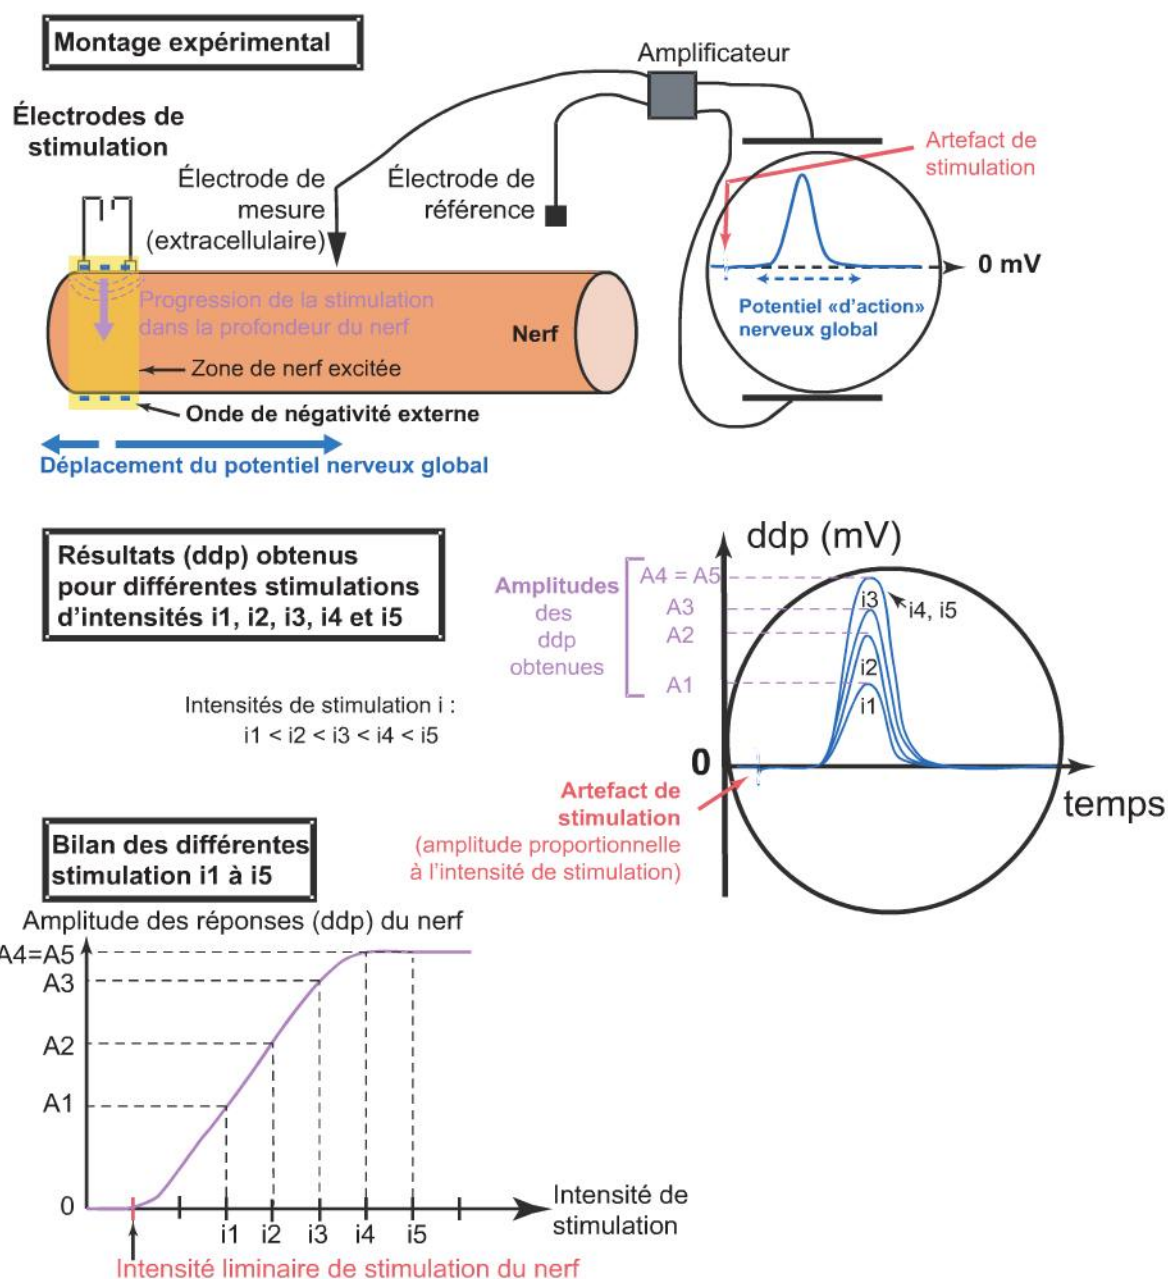 Montage expérimental
Amplificateur
Électrodes de
stimulation
Artefact de
stimulation
Électrode de
mesure
(extracellulaire)
Électrode de
référence
0 mV
Progression de la stimulation
dans la profondeur du nerf
Nerf
Potentiel «d’action»
nerveux global
Zone de nerf excitée
Onde de négativité externe
Déplacement du potentiel nerveux global
Résultats (ddp) obtenus
pour différentes stimulations
d’intensités i1, i2, i3, i4 et i5
ddp (mV)
Amplitudes
des
ddp
obtenues
A4 = A5
A3
A2
A1
i3
i4, i5
i2
i1
Intensités de stimulation i :
i1 < i2 < i3 < i4 < i5
0
temps
Artefact de
stimulation
(amplitude proportionnelle
à l’intensité de stimulation)
Bilan des différentes
stimulation i1 à i5
Amplitude des réponses (ddp) du nerf
A4=A5
A3
A2
A1
0
i1 i2 i3 i4 i5
Intensité de
stimulation
Intensité liminaire de stimulation du nerf